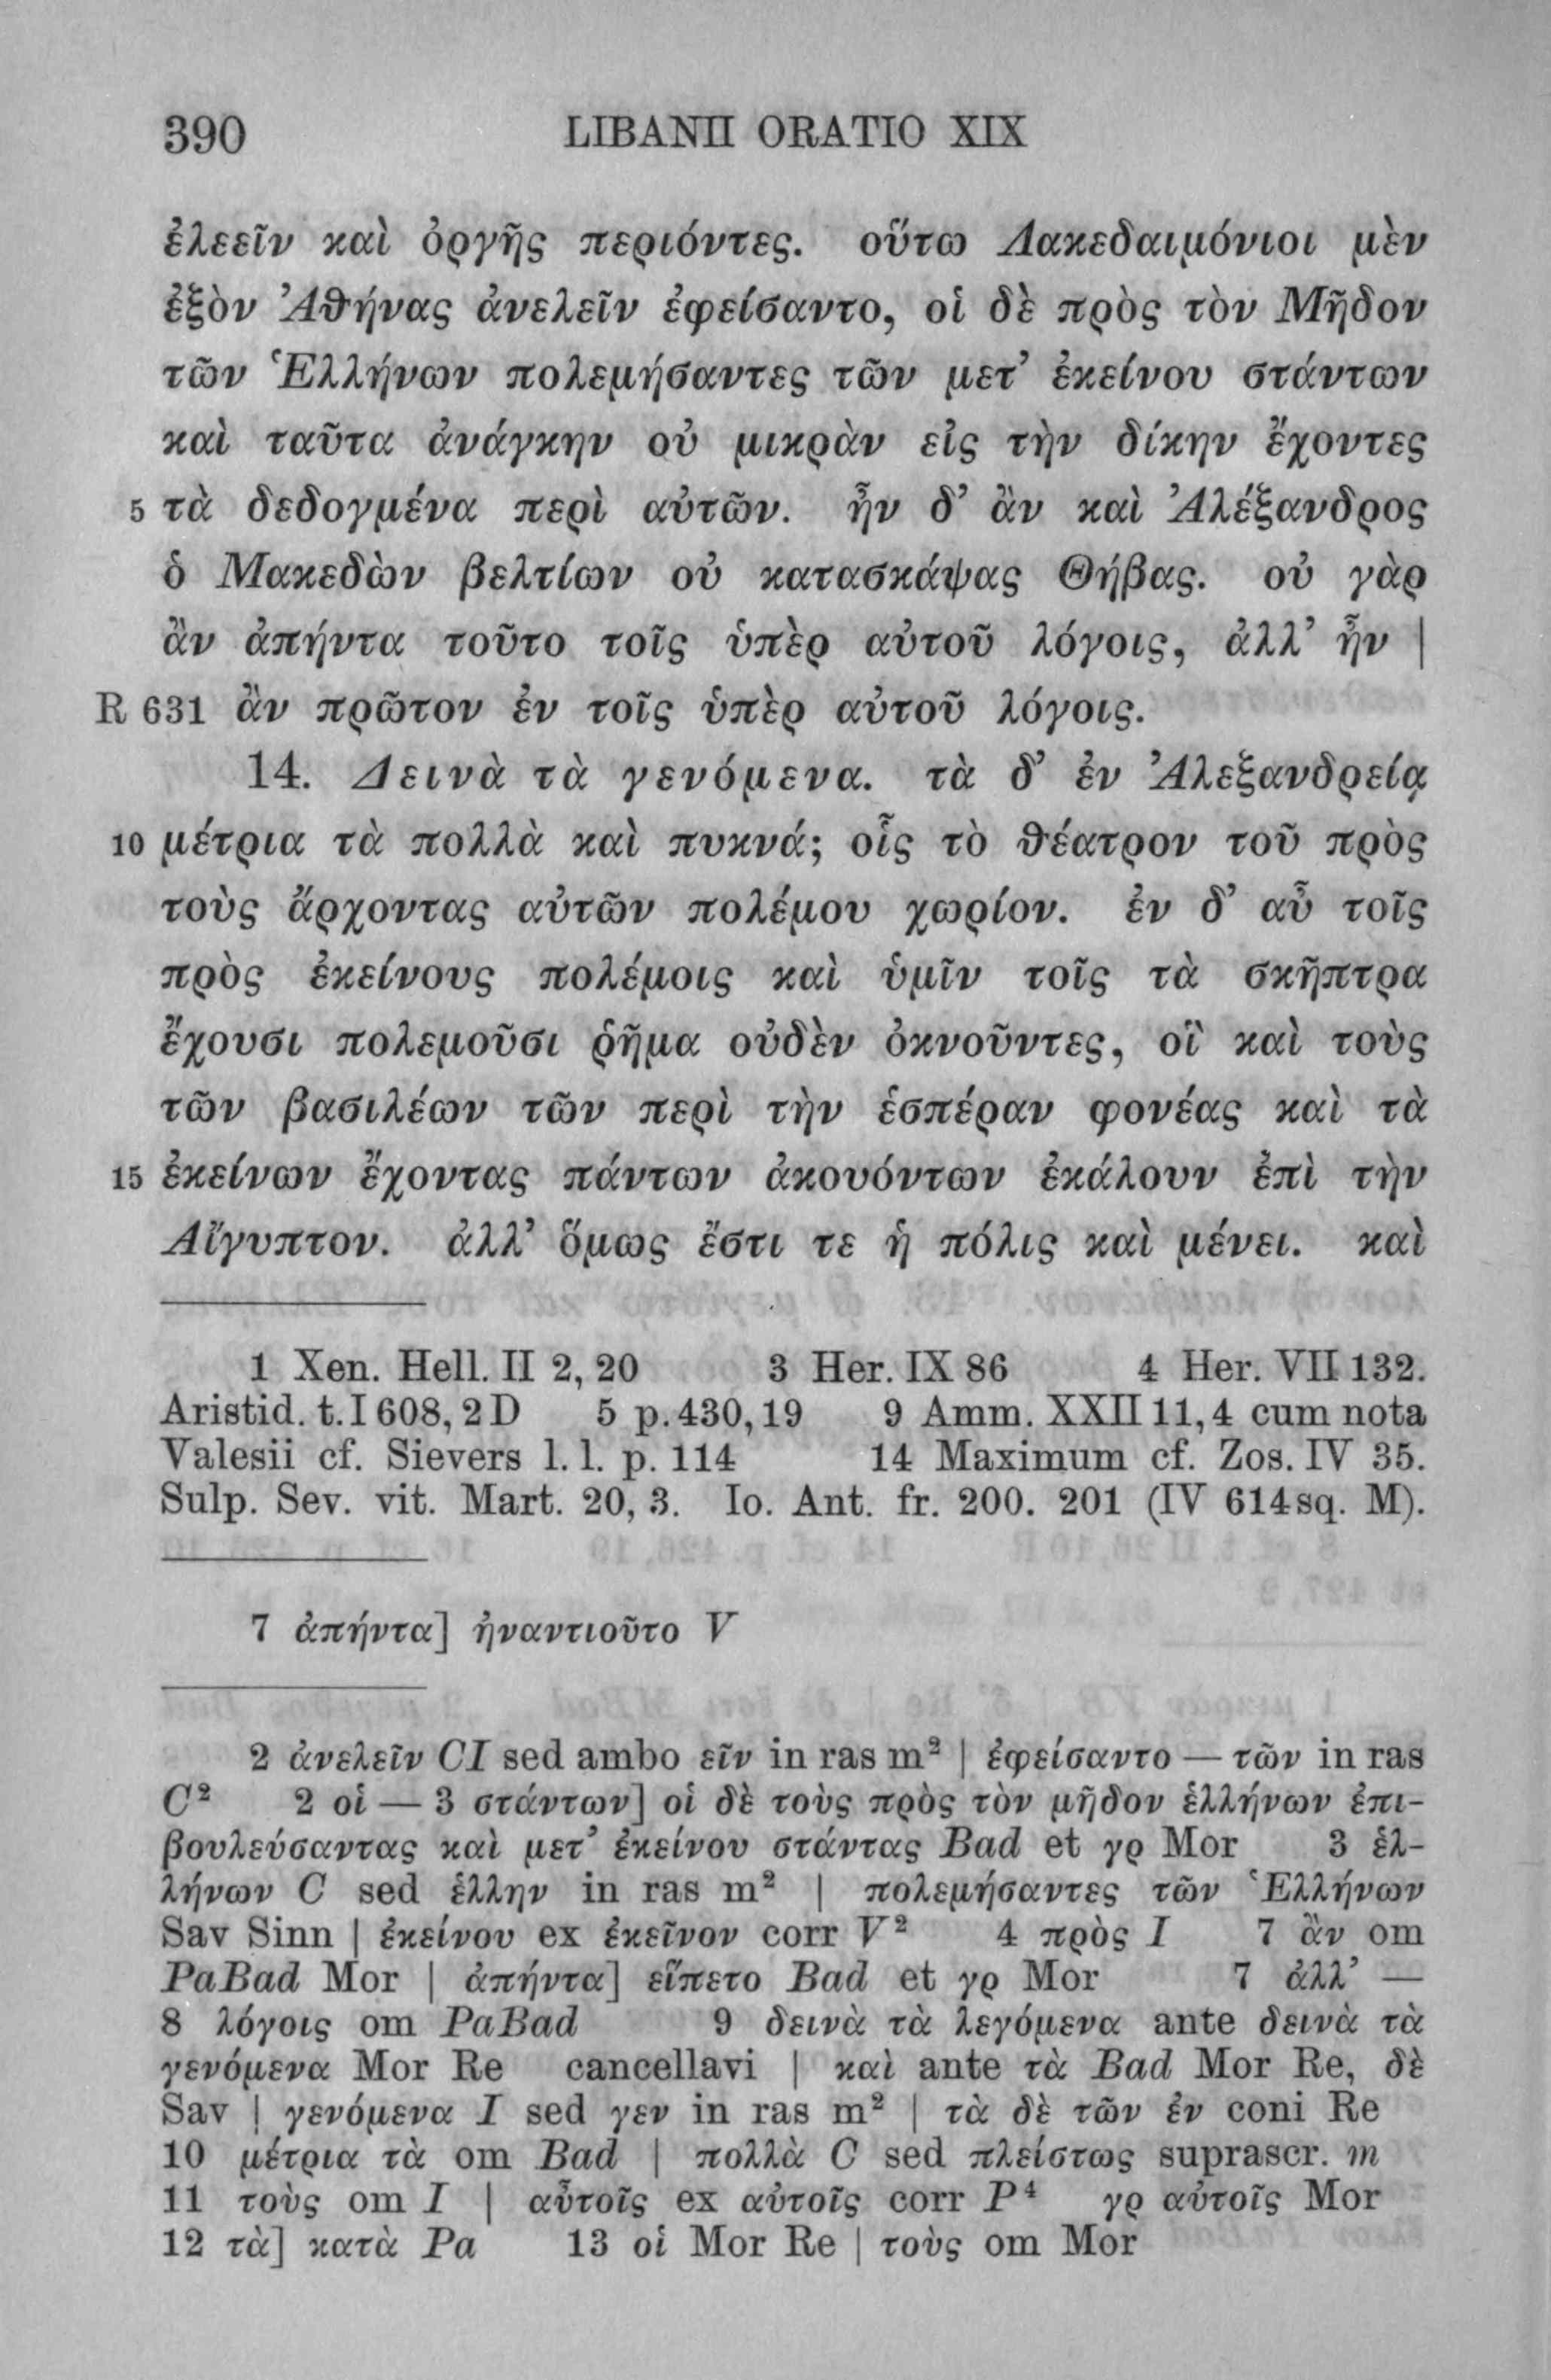 390 LIBANII ORATIO XIX
ἐλεεῖν καὶ ὀργῆς περιόντες. οὕτω Λακεδαιμόνιοι μὲν
ἐξὸν Ἀθήνας ἀνελεῖν ἐφείσαντο, οἱ δὲ πρὸς τὸν Μῆδον
τῶν Ἑλλήνων πολεμήσαντες τῶν μετ’ ἐκείνου στάντων
καὶ ταῦτα ἀνάγκην οὐ μικρὰν εἰς τὴν δίκην ἔχοντες
5 τὰ δεδογμένα περὶ αὐτῶν. ἦν δ’ ἂν καὶ Ἀλέξανδρος
ὁ Μακεδὼν βελτίων οὐ κατασκάψας Θήβας. οὐ γὰρ
ἂν ἀπήντα τοῦτο τοῖς ὑπὲρ αὐτοῦ λόγοις, ἀλλ’ ἦν |
R 631 ἂν πρῶτον ἐν τοῖς ὑπὲρ αὐτοῦ λόγοις.
14. Δεινὰ τὰ γενόμενα. τὰ δ’ ἐν Ἀλεξανδρείᾳ
10 μέτρια τὰ πολλὰ καὶ πυκνά; οἷς τὸ θέατρον τοῦ πρὸς
τοὺς ἄρχοντας αὐτῶν πολέμου χωρίον. ἐν δ’ αὖ τοῖς
πρὸς ἐκείνους πολέμοις καὶ ὑμῖν τοῖς τὰ σκῆπτρα
ἔχουσι πολεμοῦσι ῥῆμα οὐδὲν ὀκνοῦντες, οἳ καὶ τοὺς
τῶν βασιλέων τῶν περὶ τὴν ἑσπέραν φονέας καὶ τὰ
15 ἐκείνων ἔχοντας πάντων ἀκουόντων ἐκάλουν ἐπὶ τὴν
Αἴγυπτον. ἀλλ’ ὅμως ἔστι τε ἡ πόλις καὶ μένει. καὶ
1 Xen. Hell. II 2, 20 3 Her. IX 86 4 Her. VII 132.
Aristid. t. I 608, 2 D 5 p. 430, 19 9 Amm. XXII 11, 4 cum nota
Valesii cf. Sievers l. l. p. 114 14 Maximum cf. Zos. IV 35.
Sulp. Sev. vit. Mart. 20, 3. Io. Ant. fr. 200. 201 (IV 614 sq. M).
7 ἀπήντα] ἠναντιοῦτο V
2 ἀνελεῖν CI sed ambo εῖν in ras m² | ἐφείσαντο — τῶν in ras
C² 2 οἱ — 3 στάντων] οἱ δὲ τοὺς πρὸς τὸν μῆδον ἑλλήνων ἐπι-
βουλεύσαντας καὶ μετ’ ἐκείνου στάντας Bad et γρ Mor 3 ἑλ-
λήνων C sed ἑλλην in ras m² | πολεμήσαντες τῶν Ἑλλήνων
Sav Sinn | ἐκείνου ex ἐκεῖνον corr V² 4 πρὸς I 7 ἂν om
PaBad Mor | ἀπήντα] εἵπετο Bad et γρ Mor 7 ἀλλ’ —
8 λόγοις om PaBad 9 δεινὰ τὰ λεγόμενα ante δεινὰ τὰ
γενόμενα Mor Re cancellavi | καὶ ante τὰ Bad Mor Re, δὲ
Sav | γενόμενα I sed γεν in ras m² | τὰ δὲ τῶν ἐν coni Re
10 μέτρια τὰ om Bad | πολλὰ C sed πλείστως suprascr. m
11 τοὺς om I | αὖτοῖς ex αὐτοῖς corr P⁴ γρ αὐτοῖς Mor
12 τὰ] κατὰ Pa 13 οἱ Mor Re | τοὺς om Mor